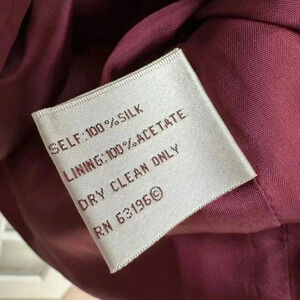 SELF:100%SILK
LINING:100%ACETATE
DRY CLEAN ONLY
RN 63196©